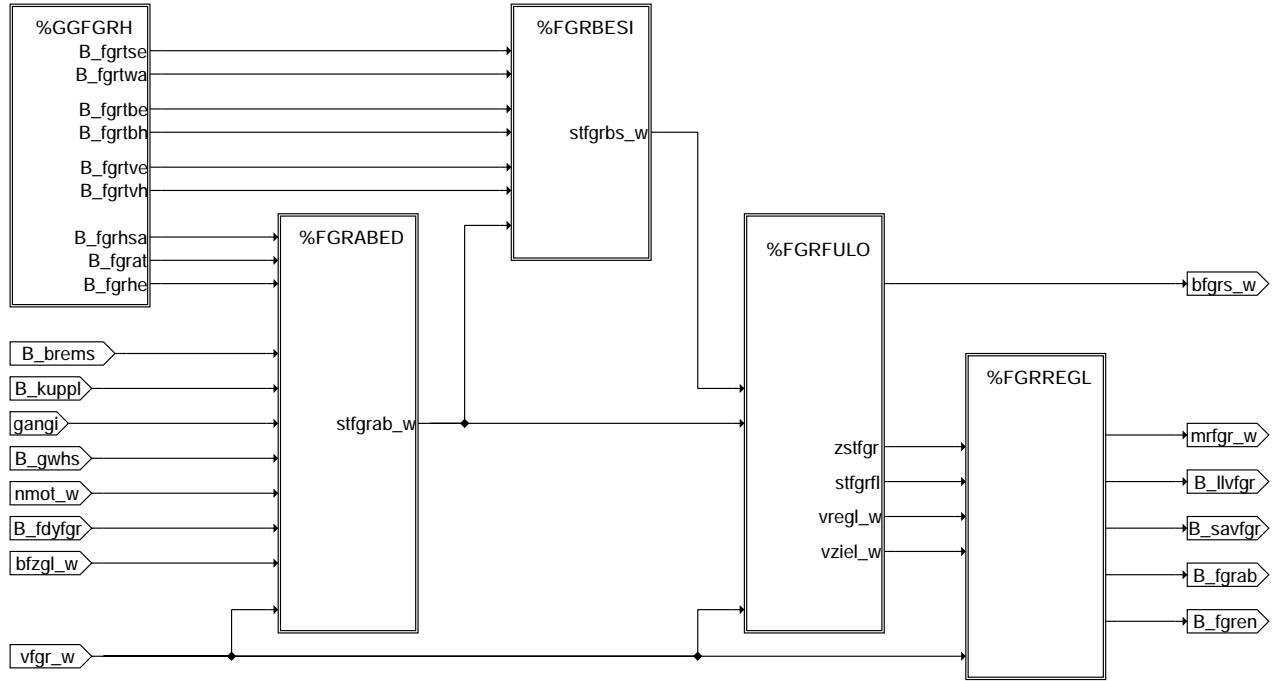 %GGFGRH
B_fgrtse
B_fgrtwa
B_fgrtbe
B_fgrtbh
B_fgrtve
B_fgrtvh
B_fgrhsa
B_fgrat
B_fgrhe
%FGRBESI
stfgrbs_w
%FGRABED
stfgrab_w
B_brems
B_kuppl
gangi
B_gwhs
nmot_w
B_fdyfgr
bfzgl_w
vfgr_w
%FGRFULO
zstfgr
stfgrfl
vregl_w
vziel_w
%FGRREGL
bfgrs_w
mrfgr_w
B_llvfgr
B_savfgr
B_fgrab
B_fgren